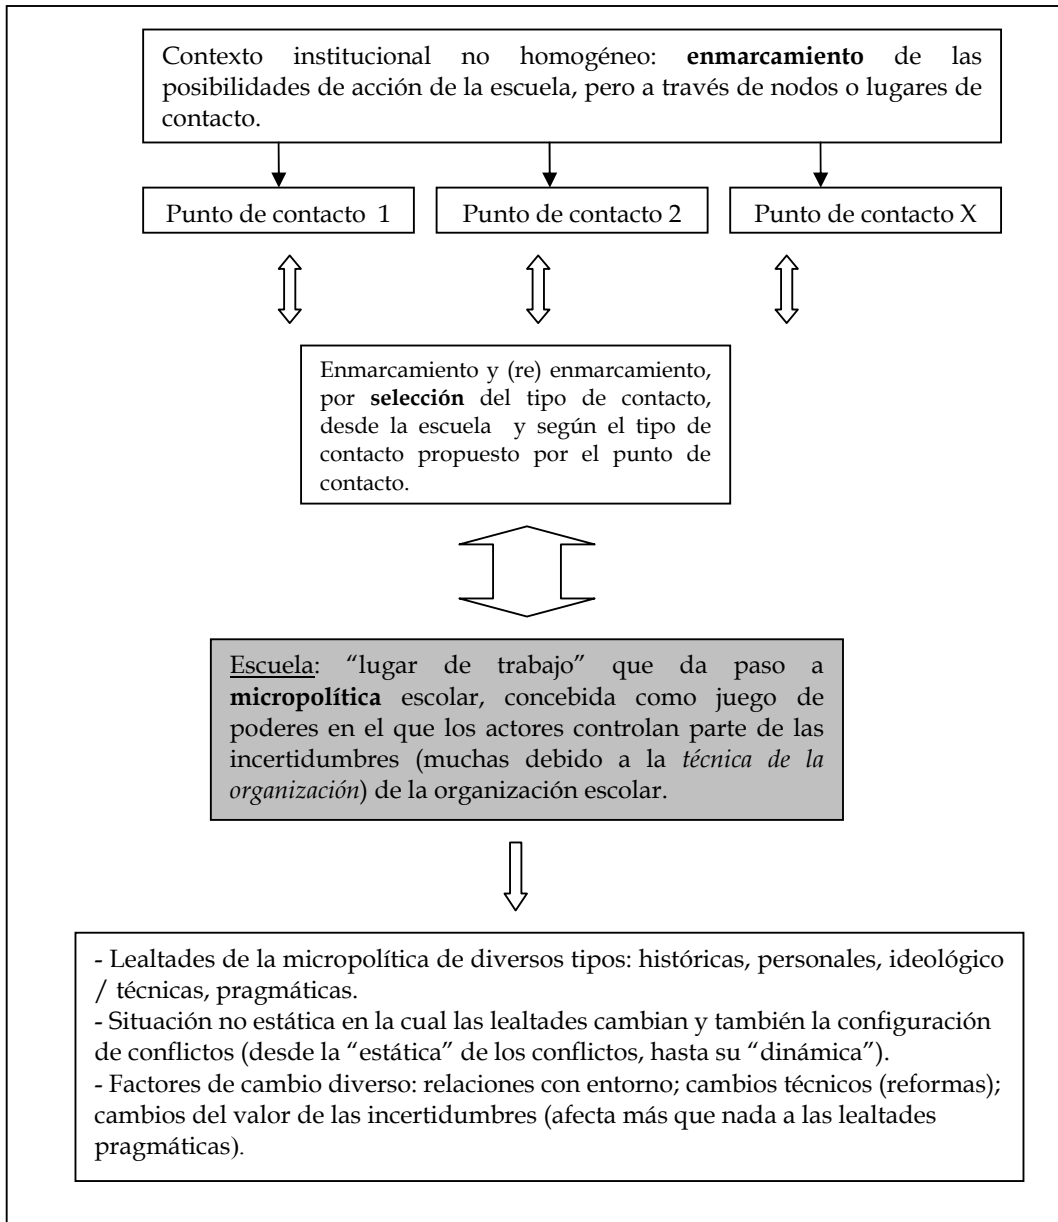 Contexto institucional no homogéneo: enmarcamiento de las
posibilidades de acción de la escuela, pero a través de nodos o lugares de
contacto.
Punto de contacto 1
Punto de contacto 2
Punto de contacto X
Enmarcamiento y (re) enmarcamiento,
por selección del tipo de contacto,
desde la escuela y según el tipo de
contacto propuesto por el punto de
contacto.
Escuela: “lugar de trabajo” que da paso a
micropolítica escolar, concebida como juego de
poderes en el que los actores controlan parte de las
incertidumbres (muchas debido a la técnica de la
organización) de la organización escolar.
- Lealtades de la micropolítica de diversos tipos: históricas, personales, ideológico
/ técnicas, pragmáticas.
- Situación no estática en la cual las lealtades cambian y también la configuración
de conflictos (desde la “estática” de los conflictos, hasta su “dinámica”).
- Factores de cambio diverso: relaciones con entorno; cambios técnicos (reformas);
cambios del valor de las incertidumbres (afecta más que nada a las lealtades
pragmáticas).